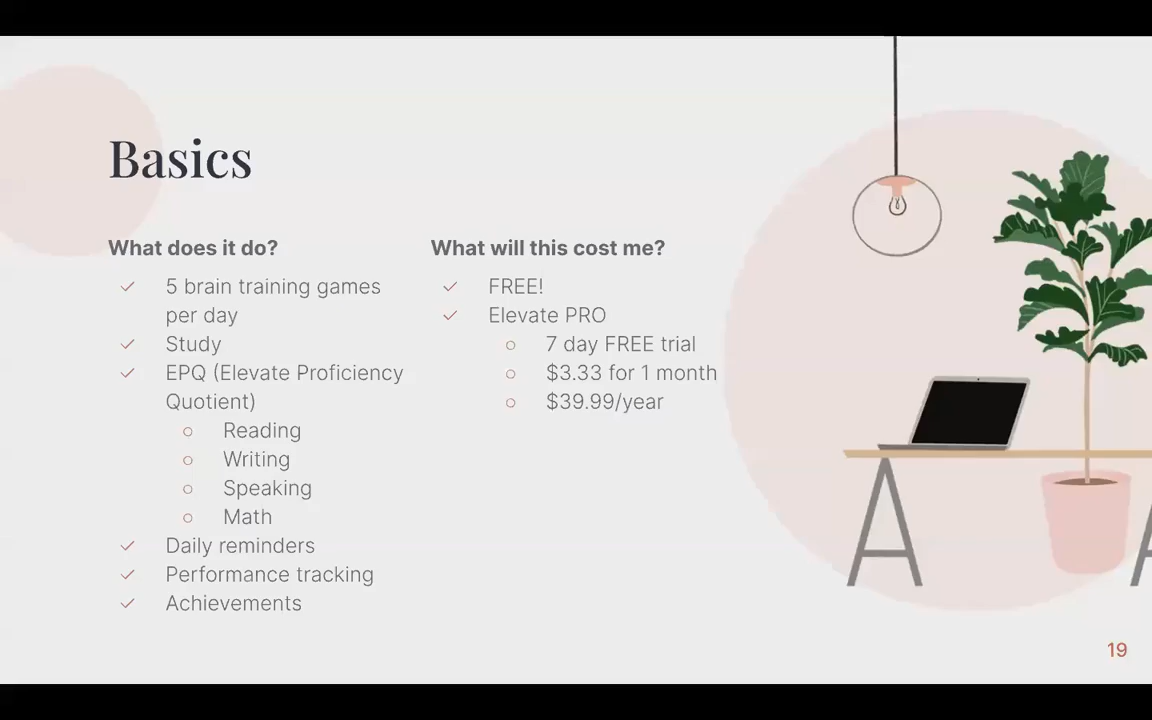 Basics
What does it do?
5 brain training games
per day
Study
EPQ (Elevate Proficiency
Quotient)
Reading
Writing
Speaking
Math
Daily reminders
Performance tracking
Achievements
What will this cost me?
FREE!
Elevate PRO
7 day FREE trial
$3.33 for 1 month
$39.99/year
19